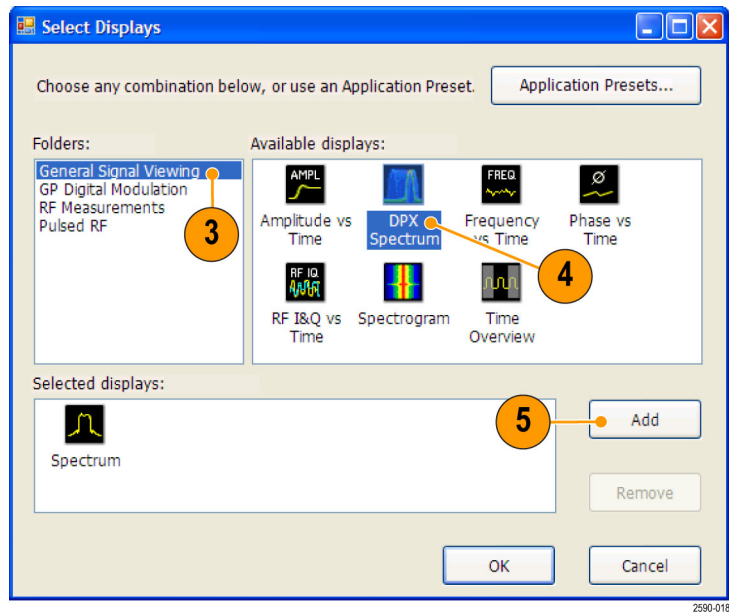 Select Displays
Choose any combination below, or use an Application Preset.
Application Presets...
Folders:
Available displays:
General Signal Viewing
GP Digital Modulation
RF Measurements
Pulsed RF
3
AMPL
FREQ
Ø
Amplitude vs
Time
DPX
Spectrum
Frequency
vs Time
Phase vs
Time
4
RF IQ
RF I&Q vs
Time
Spectrogram
Time
Overview
Selected displays:
Spectrum
5
Add
Remove
OK
Cancel
2590-018